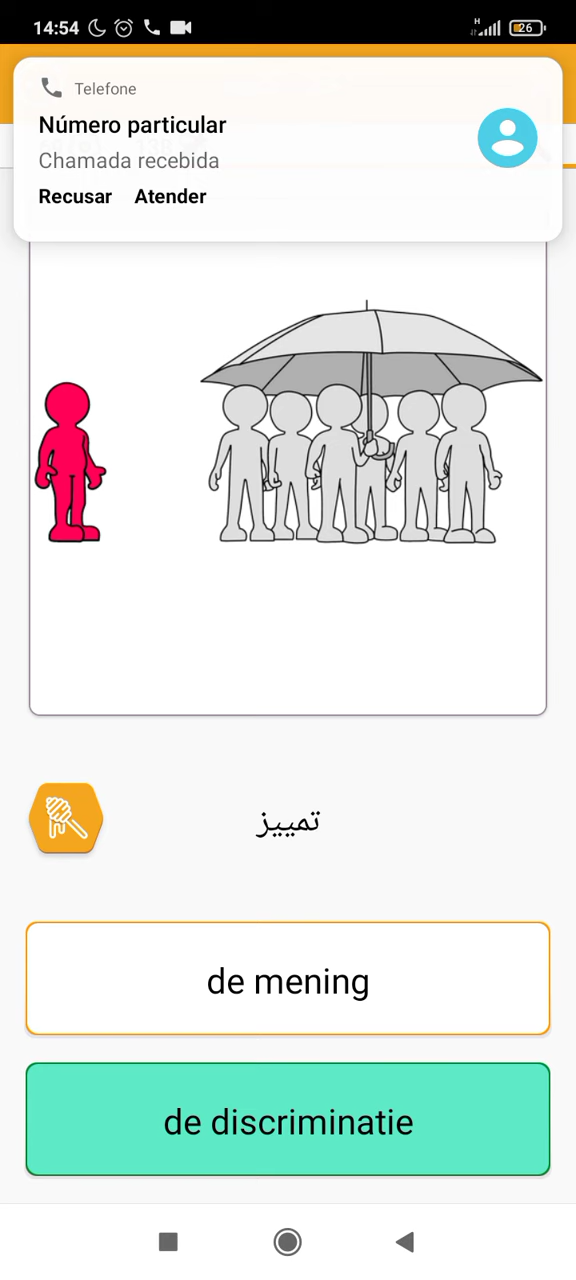 14:54
H
26
Telefone
Número particular
Chamada recebida
Recusar Atender
تمييز
de mening
de discriminatie